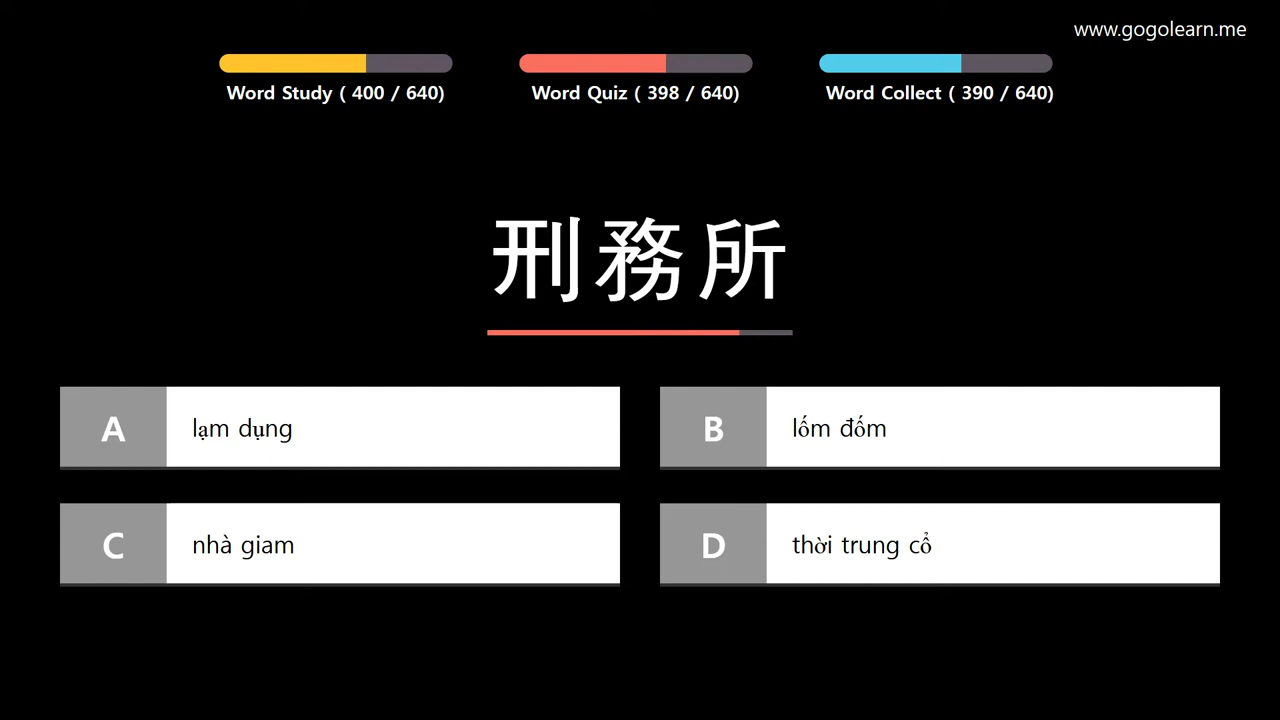 www.gogolearn.me
Word Study ( 400 / 640)
Word Quiz ( 398 / 640)
Word Collect ( 390 / 640)
刑務所
A lạm dụng
B lốm đốm
C nhà giam
D thời trung cổ